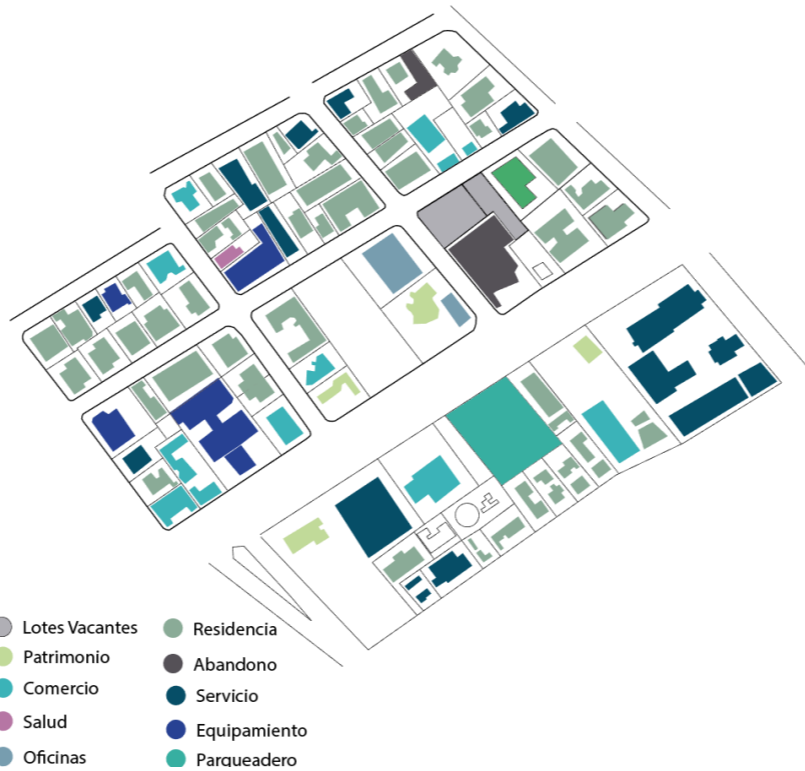 Lotes Vacantes
Patrimonio
Comercio
Salud
Oficinas
Residencia
Abandono
Servicio
Equipamiento
Parqueadero